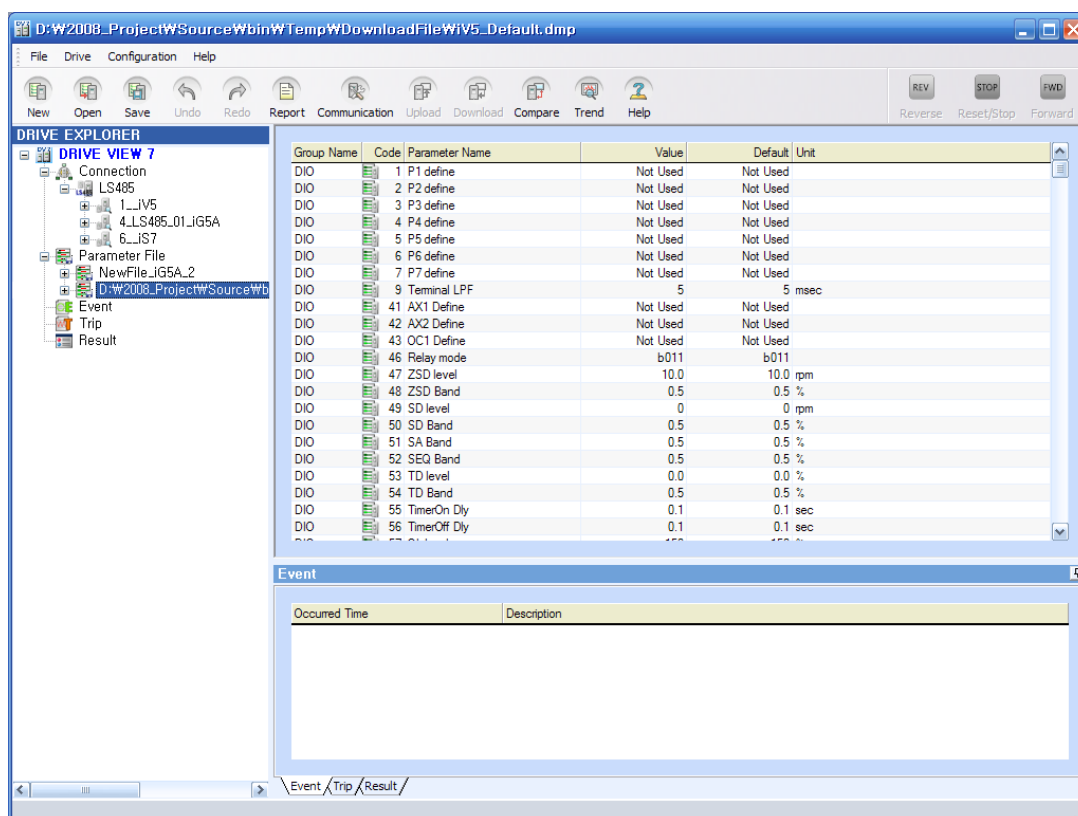 D:₩2008_Project₩Source₩bin₩Temp₩DownloadFile₩iV5_Default.dmp
File Drive Configuration Help
New Open Save Undo Redo Report Communication Upload Download Compare Trend Help REV Reverse STOP Reset/Stop FWD Forward
DRIVE EXPLORER
DRIVE VIEW 7
Connection
LS485
1__iV5
4_LS485_01_iG5A
6__iS7
Parameter File
NewFile_iG5A_2
D:₩2008_Project₩Source₩b
Event
Trip
Result
Group Name Code Parameter Name Value Default Unit
DIO 1 P1 define Not Used Not Used
DIO 2 P2 define Not Used Not Used
DIO 3 P3 define Not Used Not Used
DIO 4 P4 define Not Used Not Used
DIO 5 P5 define Not Used Not Used
DIO 6 P6 define Not Used Not Used
DIO 7 P7 define Not Used Not Used
DIO 9 Terminal LPF 5 5 msec
DIO 41 AX1 Define Not Used Not Used
DIO 42 AX2 Define Not Used Not Used
DIO 43 OC1 Define Not Used Not Used
DIO 46 Relay mode b011 b011
DIO 47 ZSD level 10.0 10.0 rpm
DIO 48 ZSD Band 0.5 0.5 %
DIO 49 SD level 0 0 rpm
DIO 50 SD Band 0.5 0.5 %
DIO 51 SA Band 0.5 0.5 %
DIO 52 SEQ Band 0.5 0.5 %
DIO 53 TD level 0.0 0.0 %
DIO 54 TD Band 0.5 0.5 %
DIO 55 TimerOn Dly 0.1 0.1 sec
DIO 56 TimerOff Dly 0.1 0.1 sec
Event
Occurred Time Description
Event Trip Result